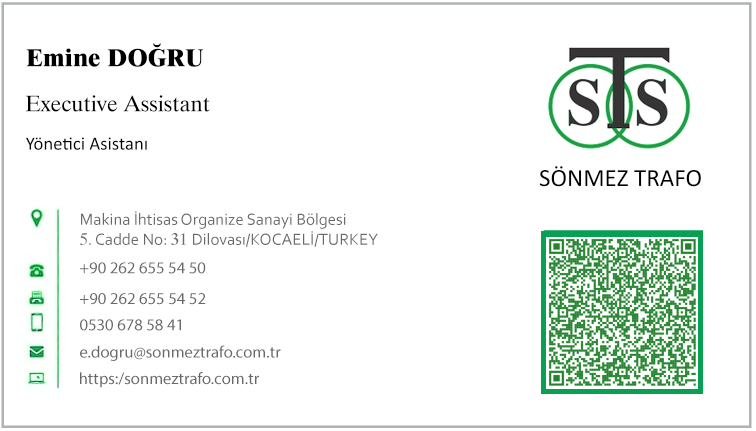 Emine DOĞRU
Executive Assistant
Yönetici Asistanı
STS
SÖNMEZ TRAFO
Makina İhtisas Organize Sanayi Bölgesi
5. Cadde No: 31 Dilovası/KOCAELİ/TURKEY
+90 262 655 54 50
+90 262 655 54 52
0530 678 58 41
e.dogru@sonmeztrafo.com.tr
https:/sonmeztrafo.com.tr